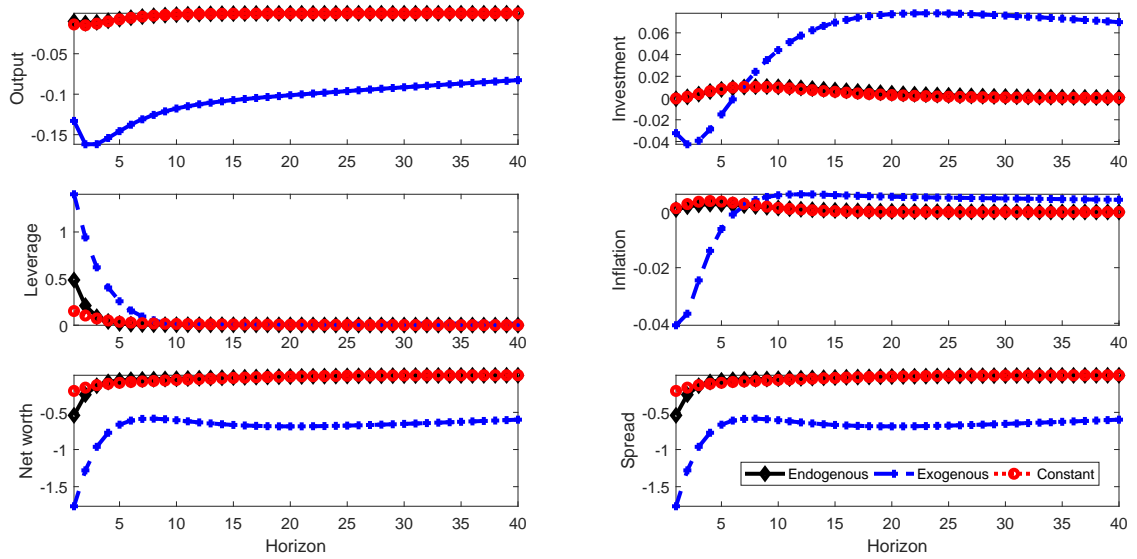 Output
-0.05
-0.1
-0.15
5 10 15 20 25 30 35 40
Investment
0.06
0.04
0.02
0
-0.02
-0.04
5 10 15 20 25 30 35 40
Leverage
1
0.5
0
5 10 15 20 25 30 35 40
Inflation
0
-0.02
-0.04
5 10 15 20 25 30 35 40
Net worth
-0.5
-1
-1.5
5 10 15 20 25 30 35 40
Horizon
Spread
-0.5
-1
-1.5
5 10 15 20 25 30 35 40
Horizon
Endogenous Exogenous Constant